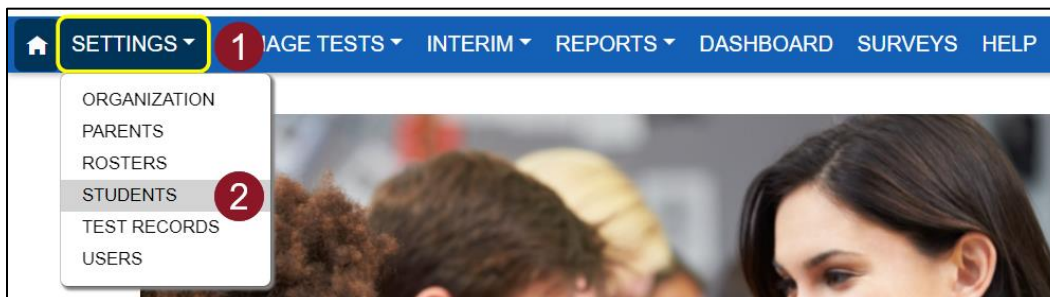 SETTINGS 1 AGE TESTS INTERIM REPORTS DASHBOARD SURVEYS HELP
ORGANIZATION
PARENTS
ROSTERS
STUDENTS 2
TEST RECORDS
USERS